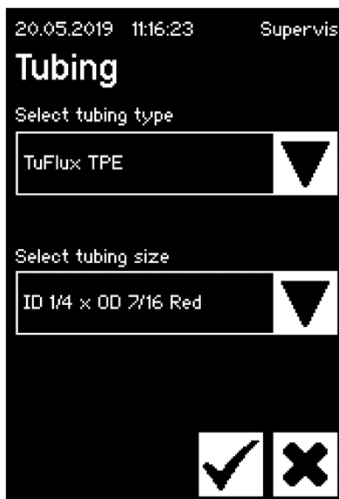 20.05.2019 11:16:23 Supervis
Tubing
Select tubing type
TuFlux TPE
Select tubing size
ID 1/4 x OD 7/16 Red